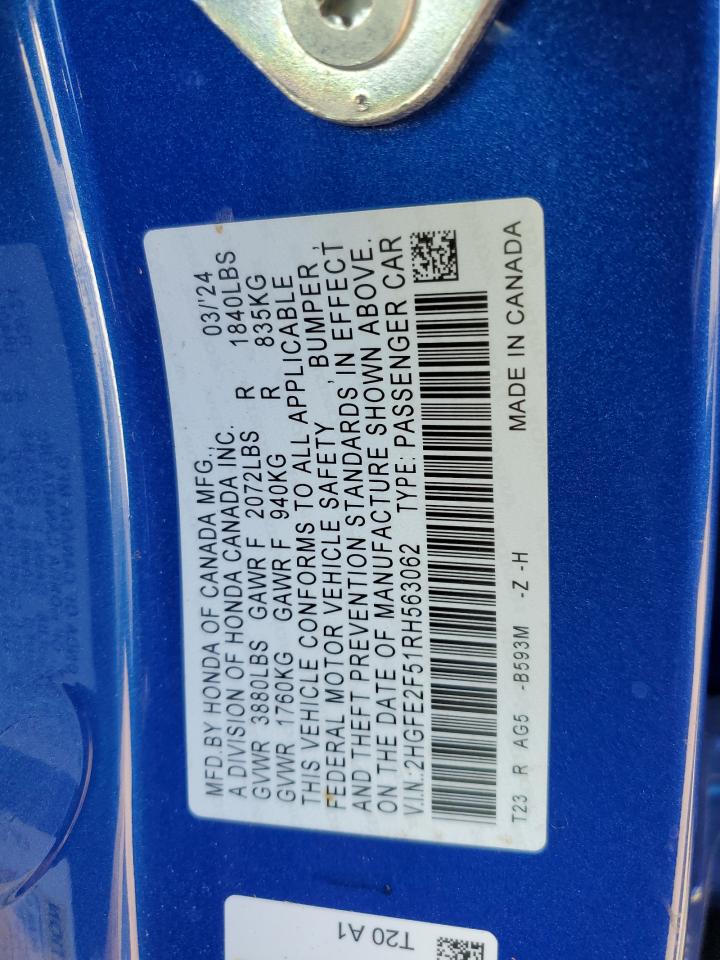 MFD.BY HONDA OF CANADA MFG., 03/'24
A DIVISION OF HONDA CANADA INC.
GVWR 3880LBS GAWR F 2072LBS R 1840LBS
GVWR 1760KG GAWR F 940KG R 835KG
THIS VEHICLE CONFORMS TO ALL APPLICABLE
FEDERAL MOTOR VEHICLE SAFETY, BUMPER,
AND THEFT PREVENTION STANDARDS IN EFFECT
ON THE DATE OF MANUFACTURE SHOWN ABOVE.
V.I.N.:2HGFE2F51RH563062 TYPE: PASSENGER CAR
T23 R AG5 -B593M -Z -H MADE IN CANADA
T20 A1
3